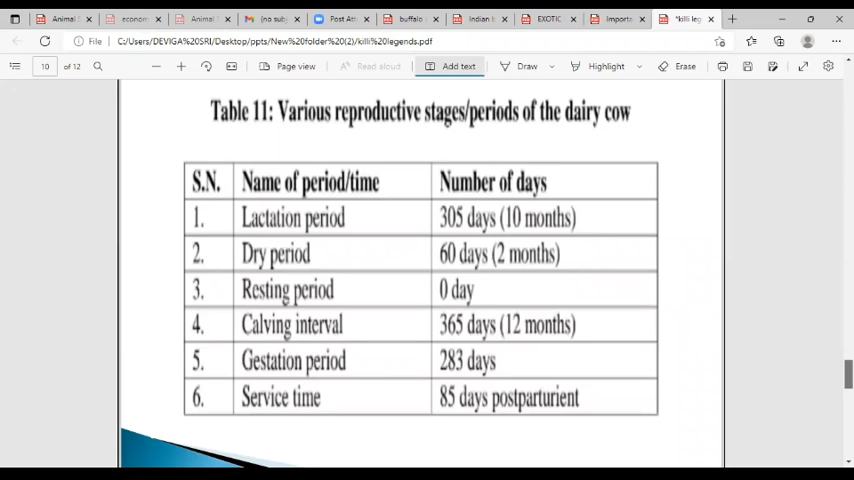 Animal S
econom
Animal f
(no subj
Post Att
buffalo (
Indian b
EXOTIC
Importa
*killi leg
File C:/Users/DEVIGA%20SRI/Desktop/ppts/New%20folder%20(2)/killi%20legends.pdf
10 of 12 Page view Read aloud Add text Draw Highlight Erase
Table 11: Various reproductive stages/periods of the dairy cow
S.N. Name of period/time Number of days
1. Lactation period 305 days (10 months)
2. Dry period 60 days (2 months)
3. Resting period 0 day
4. Calving interval 365 days (12 months)
5. Gestation period 283 days
6. Service time 85 days postparturient